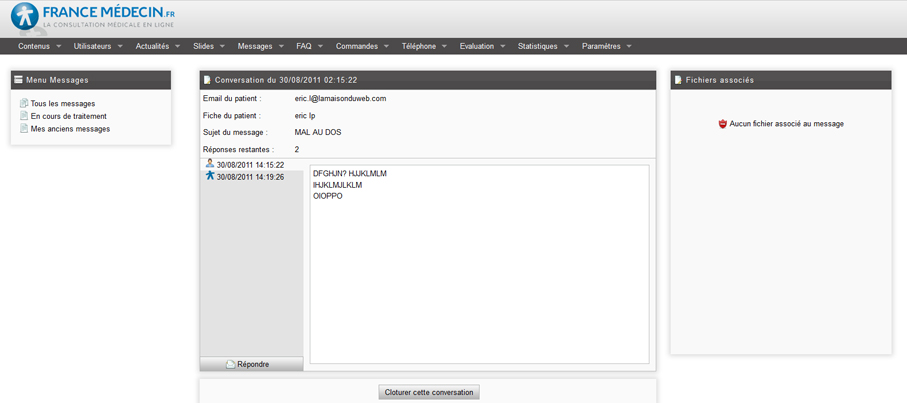 FRANCE MÉDECIN.FR
LA CONSULTATION MÉDICALE EN LIGNE
Contenus Utilisateurs Actualités Slides Messages FAQ Commandes Téléphone Evaluation Statistiques Paramètres
Menu Messages
Tous les messages
En cours de traitement
Mes anciens messages
Conversation du 30/08/2011 02:15:22
Email du patient : eric.l@lamaisonduweb.com
Fiche du patient : eric lp
Sujet du message : MAL AU DOS
Réponses restantes : 2
30/08/2011 14:15:22
30/08/2011 14:19:26
DFGHJN? HJJKLMLM
IHJKLMJLKLM
OIOPPO
Répondre
Cloturer cette conversation
Fichiers associés
Aucun fichier associé au message